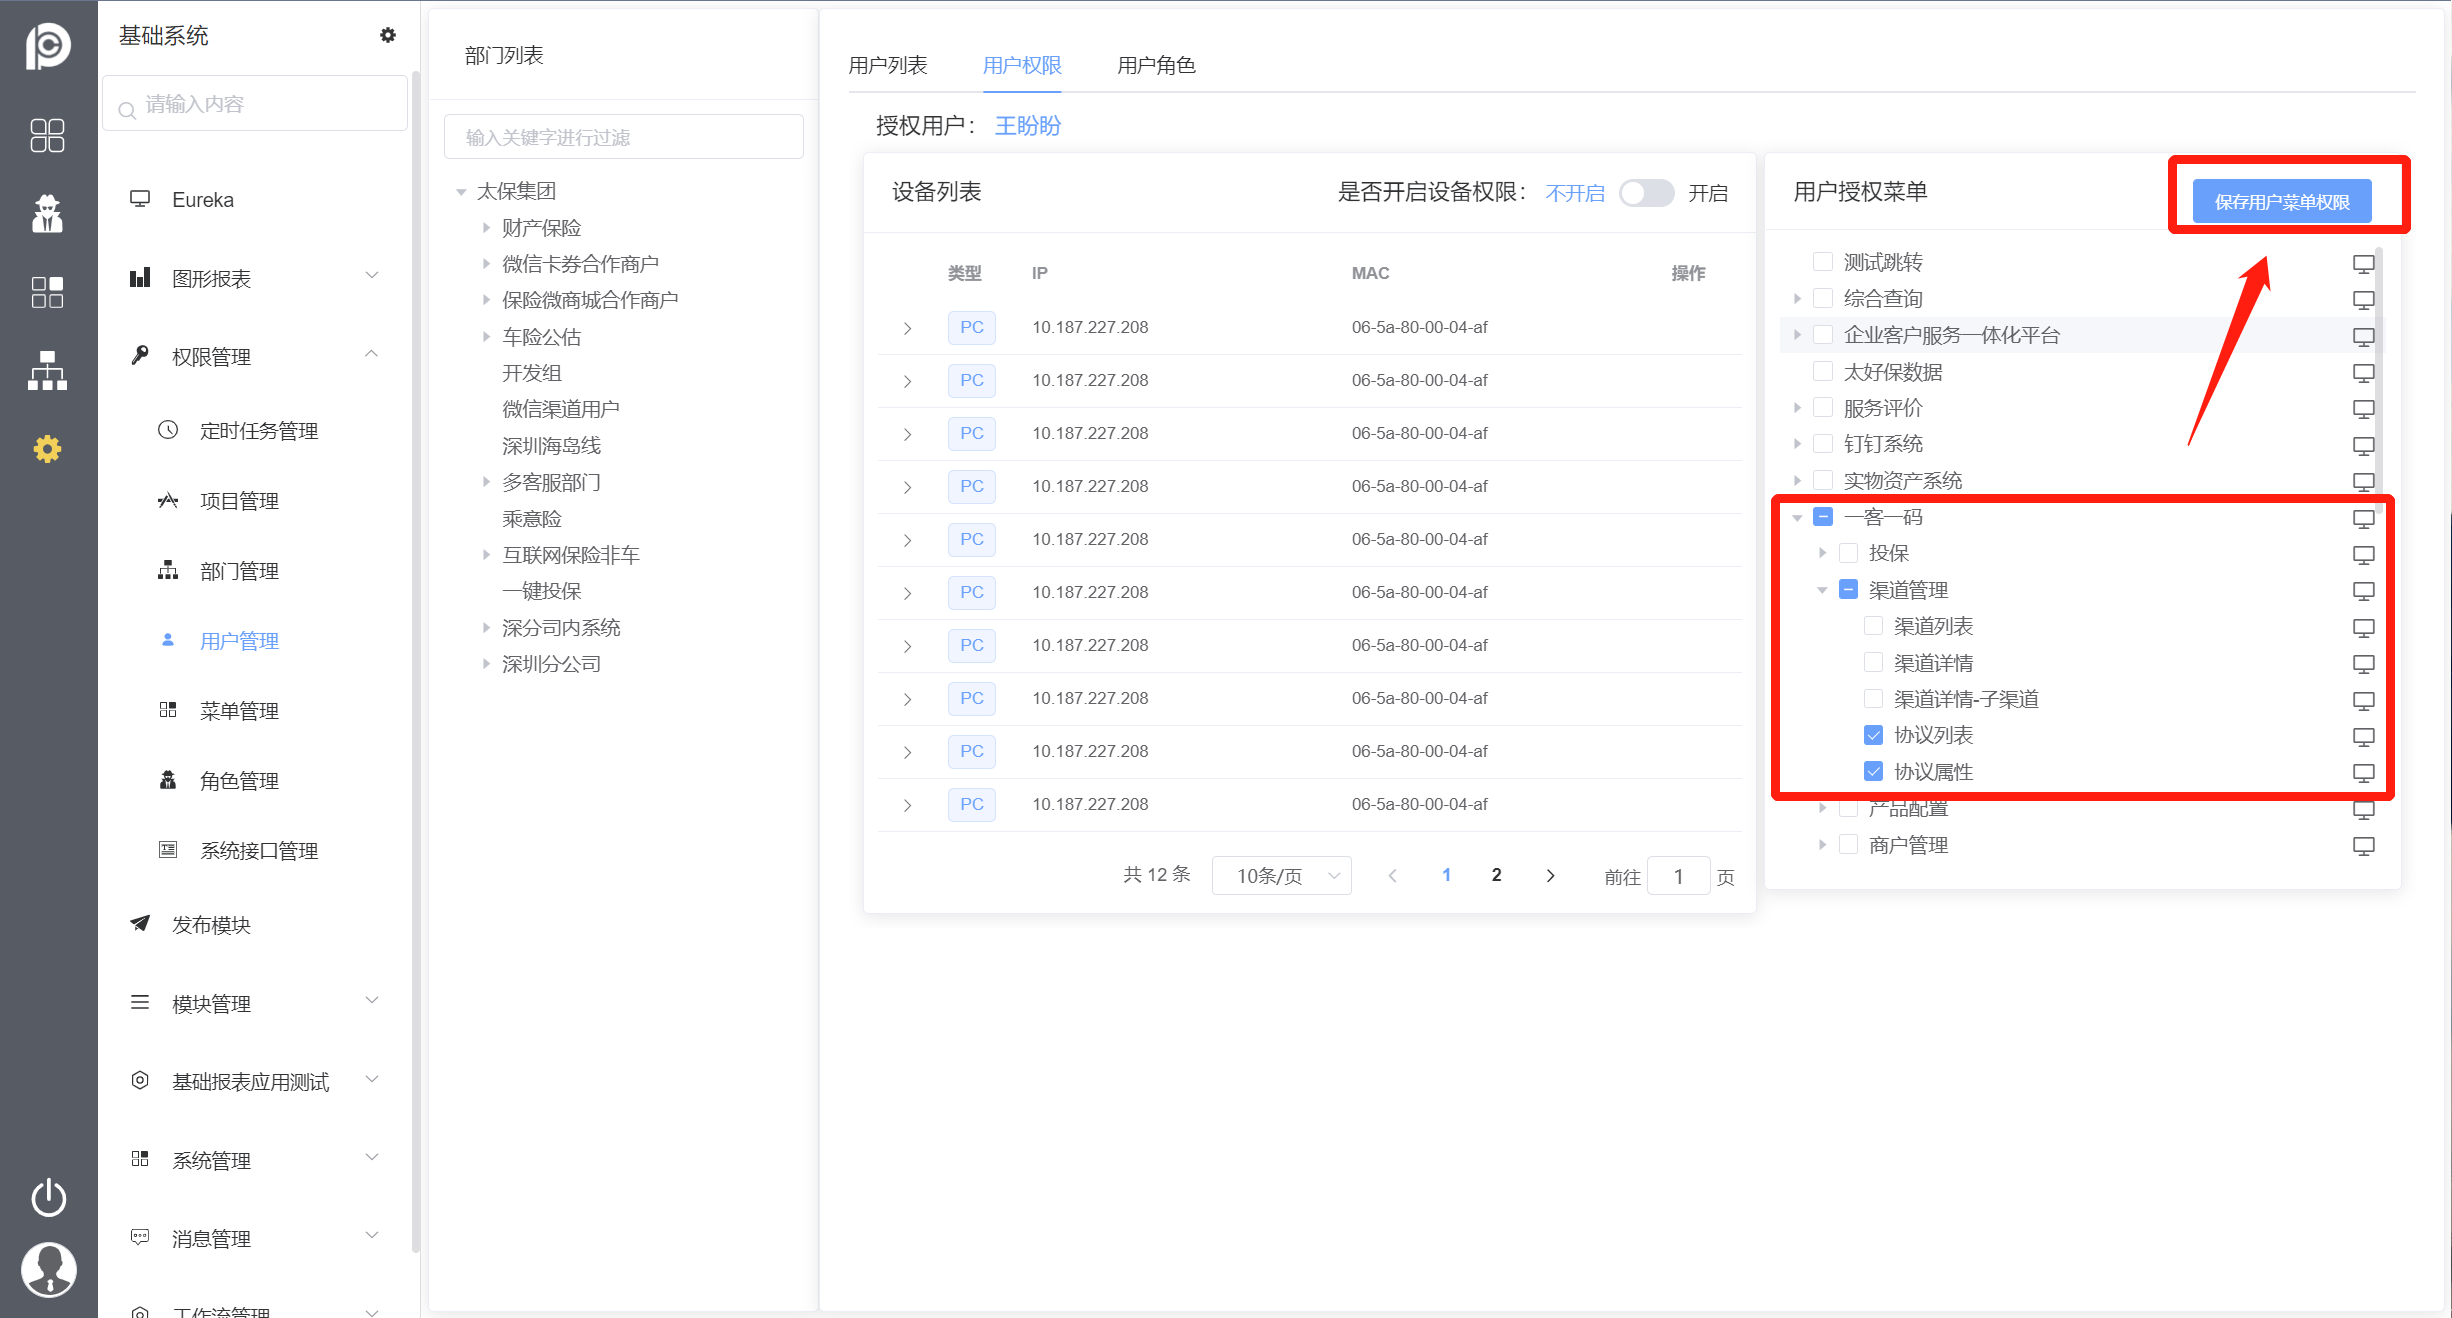 基础系统
请输入内容
Eureka
图形报表
权限管理
定时任务管理
项目管理
部门管理
用户管理
菜单管理
角色管理
系统接口管理
发布模块
模块管理
基础报表应用测试
系统管理
消息管理
工作流管理
部门列表
输入关键字进行过滤
太保集团
财产保险
微信卡券合作商户
保险微商城合作商户
车险公估
开发组
微信渠道用户
深圳海岛线
多客服部门
乘意险
互联网保险非车
一键投保
深分司内系统
深圳分公司
用户列表 用户权限 用户角色
授权用户： 王盼盼
设备列表 是否开启设备权限： 不开启 开启
类型 IP MAC 操作
PC 10.187.227.208 06-5a-80-00-04-af
PC 10.187.227.208 06-5a-80-00-04-af
PC 10.187.227.208 06-5a-80-00-04-af
PC 10.187.227.208 06-5a-80-00-04-af
PC 10.187.227.208 06-5a-80-00-04-af
PC 10.187.227.208 06-5a-80-00-04-af
PC 10.187.227.208 06-5a-80-00-04-af
PC 10.187.227.208 06-5a-80-00-04-af
PC 10.187.227.208 06-5a-80-00-04-af
PC 10.187.227.208 06-5a-80-00-04-af
共 12 条 10条/页 1 2 前往 1 页
用户授权菜单 保存用户菜单权限
测试跳转
综合查询
企业客户服务一体化平台
太好保数据
服务评价
钉钉系统
实物资产系统
一客一码
投保
渠道管理
渠道列表
渠道详情
渠道详情-子渠道
协议列表
协议属性
产品配置
商户管理